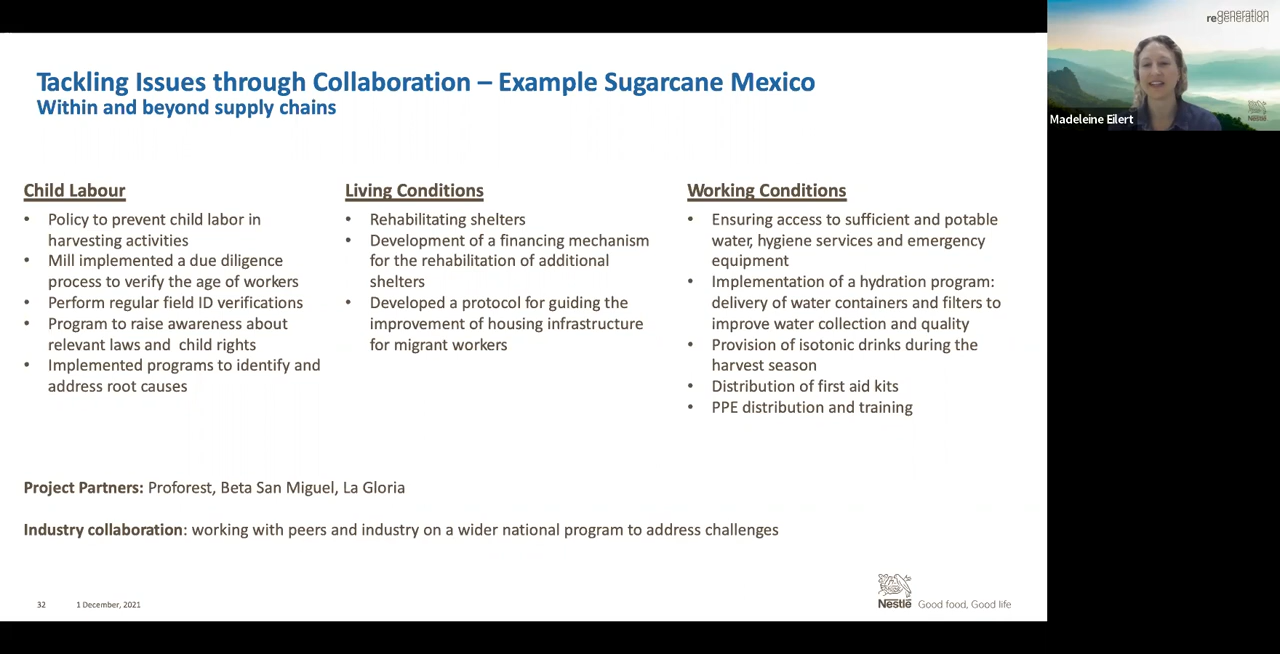 Tackling Issues through Collaboration – Example Sugarcane Mexico
Within and beyond supply chains
Child Labour
• Policy to prevent child labor in
harvesting activities
• Mill implemented a due diligence
process to verify the age of workers
• Perform regular field ID verifications
• Program to raise awareness about
relevant laws and child rights
• Implemented programs to identify and
address root causes
Living Conditions
• Rehabilitating shelters
• Development of a financing mechanism
for the rehabilitation of additional
shelters
• Developed a protocol for guiding the
improvement of housing infrastructure
for migrant workers
Working Conditions
• Ensuring access to sufficient and potable
water, hygiene services and emergency
equipment
• Implementation of a hydration program:
delivery of water containers and filters to
improve water collection and quality
• Provision of isotonic drinks during the
harvest season
• Distribution of first aid kits
• PPE distribution and training
Project Partners: Proforest, Beta San Miguel, La Gloria
Industry collaboration: working with peers and industry on a wider national program to address challenges
32 1 December, 2021
Nestlé Good food, Good life
generation
regeneration
Nestlé
Madeleine Eilert